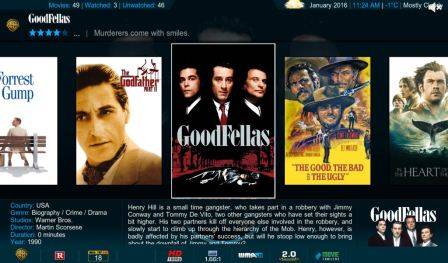 Movies: 49 | Watched: 3 | Unwatched: 46
January 2016 | 11:24 AM | -1°C | Mostly
GoodFellas
... | Murderers come with smiles.
Forrest
Gump
The Godfather
PART II
GOODFELLAS
"THE GOOD, THE BAD
AND THE UGLY"
IN THE HEART OF
Country: USA
Genre: Biography / Crime / Drama
Studios: Warner Bros.
Director: Martin Scorsese
Duration: 0 minutes
Year: 1990
Henry Hill is a small time gangster, who takes part in a robbery with Jimmy
Conway and Tommy De Vito, two other gangsters who have set their sights a
bit higher. His two partners kill off everyone else involved in the robbery, and
slowly start to climb up through the hierarchy of the Mob. Henry, however, is
badly affected by his partners' success, but will he stoop low enough to bring
about the downfall of Jimmy and Tommy?
GoodFellas
R
18
HD
2.0